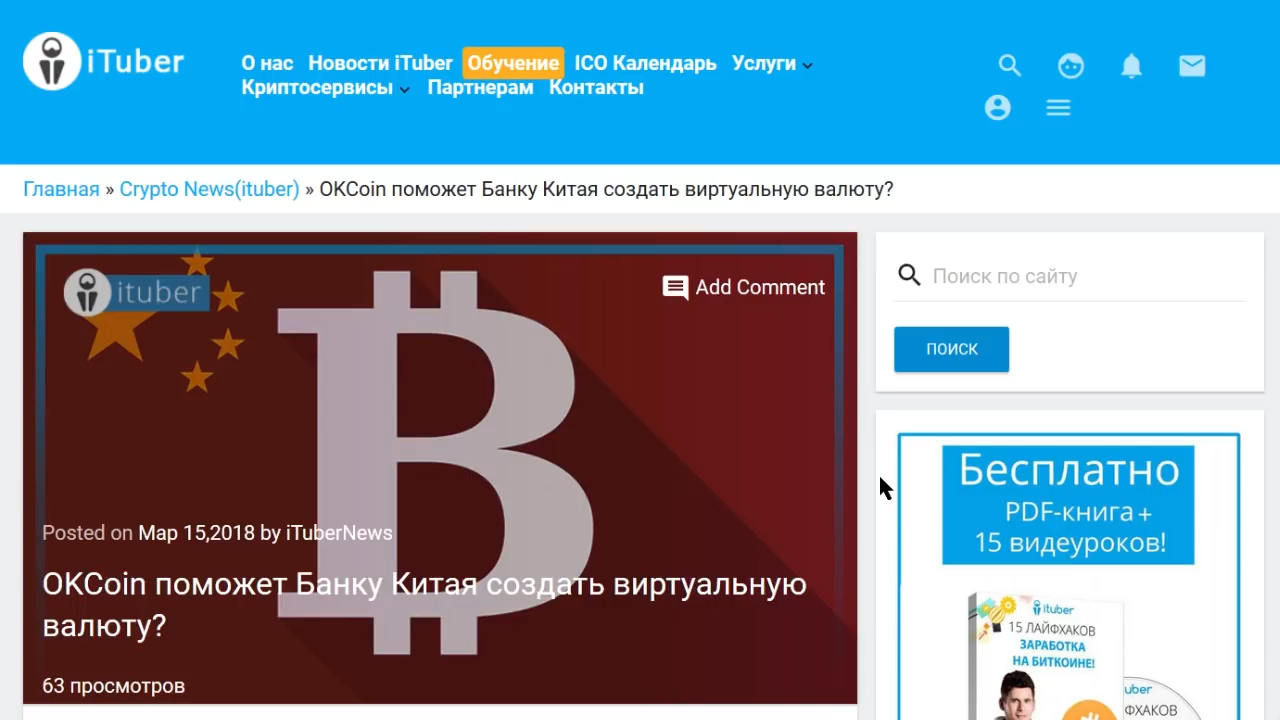 iTuber
О нас Новости iTuber Обучение ICO Календарь Услуги
Криптосервисы Партнерам Контакты
Главная » Crypto News(ituber) » OKCoin поможет Банку Китая создать виртуальную валюту?
ituber
Add Comment
Posted on Мар 15,2018 by iTuberNews
OKCoin поможет Банку Китая создать виртуальную
валюту?
63 просмотров
Поиск по сайту
ПОИСК
Бесплатно
PDF-книга+
15 видеуроков!
ituber
15 ЛАЙФХАКОВ
ЗАРАБОТКА
НА БИТКОИНЕ!
uber
ФХАКОВ